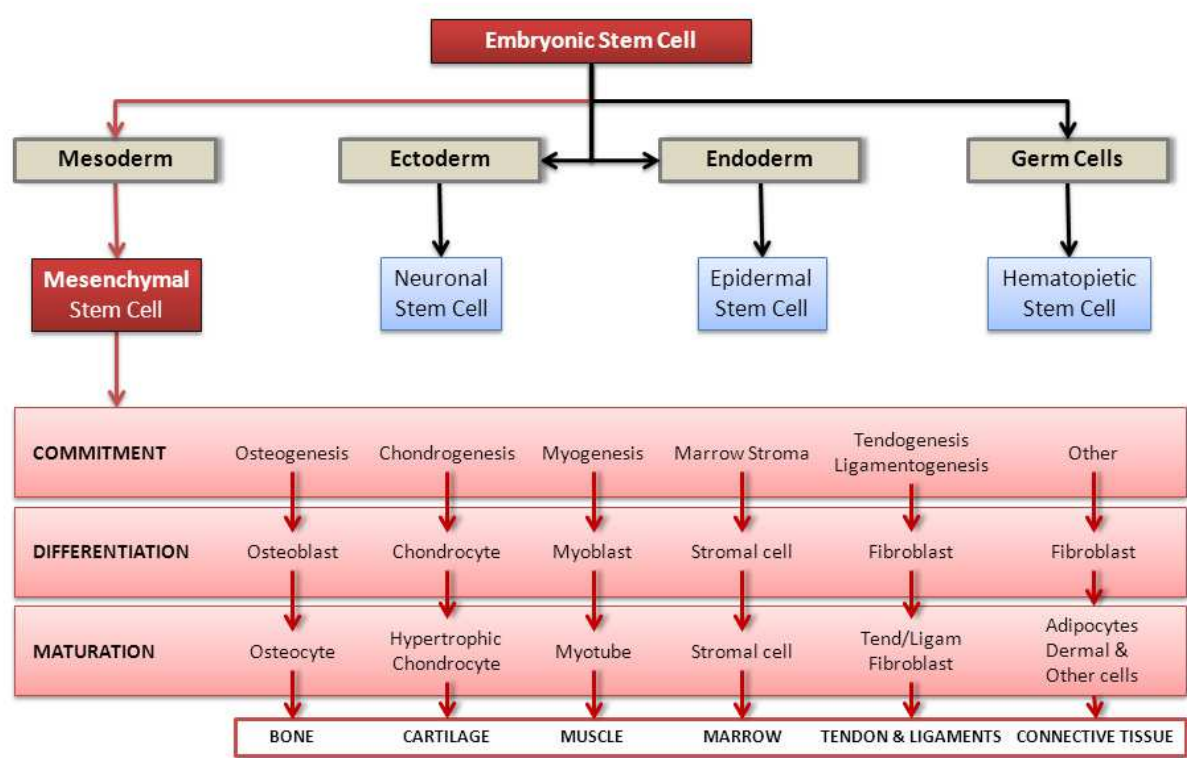 Embryonic Stem Cell
Mesoderm
Ectoderm
Endoderm
Germ Cells
Mesenchymal
Stem Cell
Neuronal
Stem Cell
Epidermal
Stem Cell
Hematopietic
Stem Cell
COMMITMENT
Osteogenesis
Chondrogenesis
Myogenesis
Marrow Stroma
Tendogenesis
Ligamentogenesis
Other
DIFFERENTIATION
Osteoblast
Chondrocyte
Myoblast
Stromal cell
Fibroblast
Fibroblast
MATURATION
Osteocyte
Hypertrophic
Chondrocyte
Myotube
Stromal cell
Tend/Ligam
Fibroblast
Adipocytes
Dermal &
Other cells
BONE
CARTILAGE
MUSCLE
MARROW
TENDON & LIGAMENTS
CONNECTIVE TISSUE